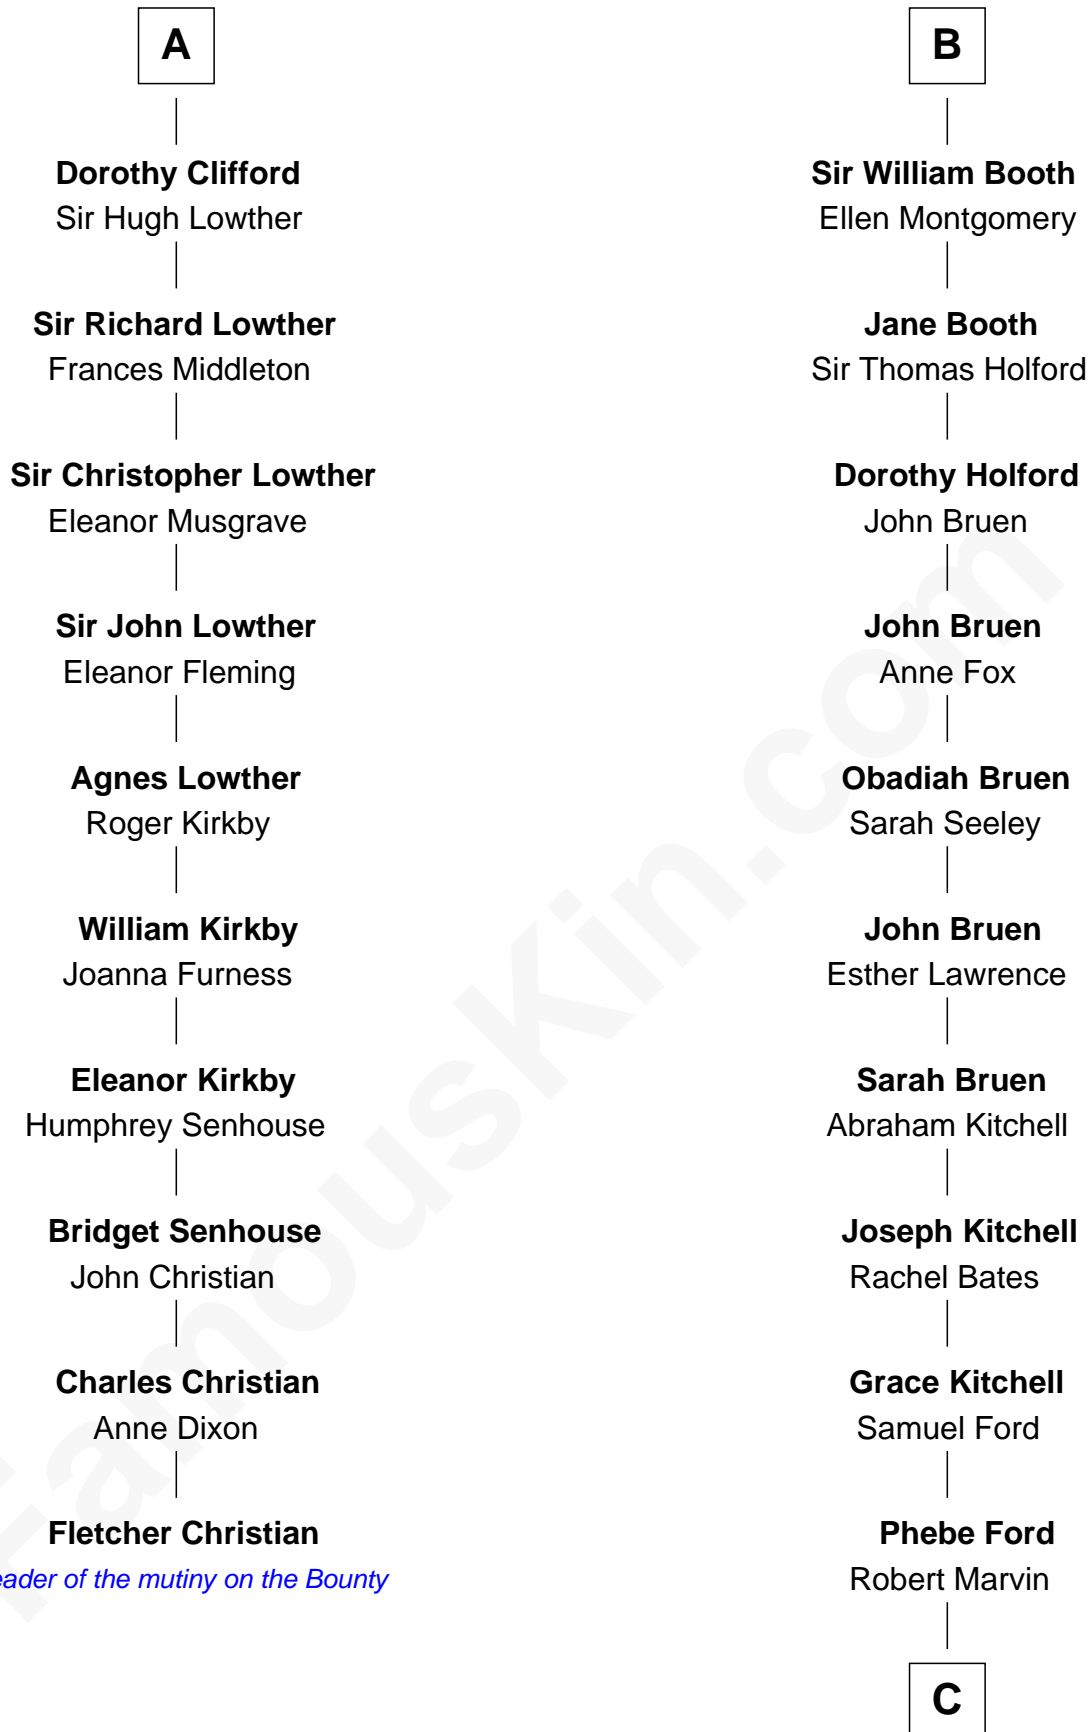 A
Dorothy Clifford
Sir Hugh Lowther
Sir Richard Lowther
Frances Middleton
Sir Christopher Lowther
Eleanor Musgrave
Sir John Lowther
Eleanor Fleming
Agnes Lowther
Roger Kirkby
William Kirkby
Joanna Furness
Eleanor Kirkby
Humphrey Senhouse
Bridget Senhouse
John Christian
Charles Christian
Anne Dixon
Fletcher Christian
eader of the mutiny on the Bounty
B
Sir William Booth
Ellen Montgomery
Jane Booth
Sir Thomas Holford
Dorothy Holford
John Bruen
John Bruen
Anne Fox
Obadiah Bruen
Sarah Seeley
John Bruen
Esther Lawrence
Sarah Bruen
Abraham Kitchell
Joseph Kitchell
Rachel Bates
Grace Kitchell
Samuel Ford
Phebe Ford
Robert Marvin
C
FamousKin.com